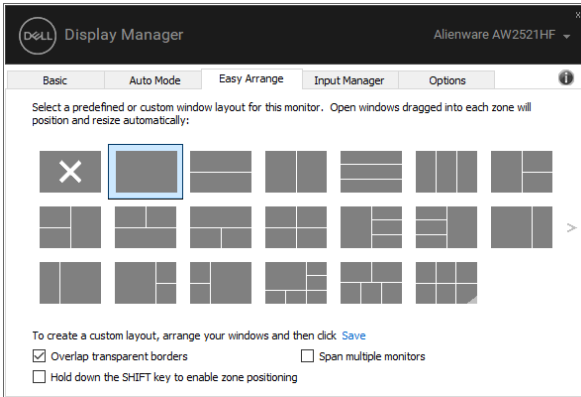 DELL Display Manager Alienware AW2521HF
Basic Auto Mode Easy Arrange Input Manager Options
Select a predefined or custom window layout for this monitor. Open windows dragged into each zone will
position and resize automatically:
To create a custom layout, arrange your windows and then click Save
Overlap transparent borders Span multiple monitors
Hold down the SHIFT key to enable zone positioning